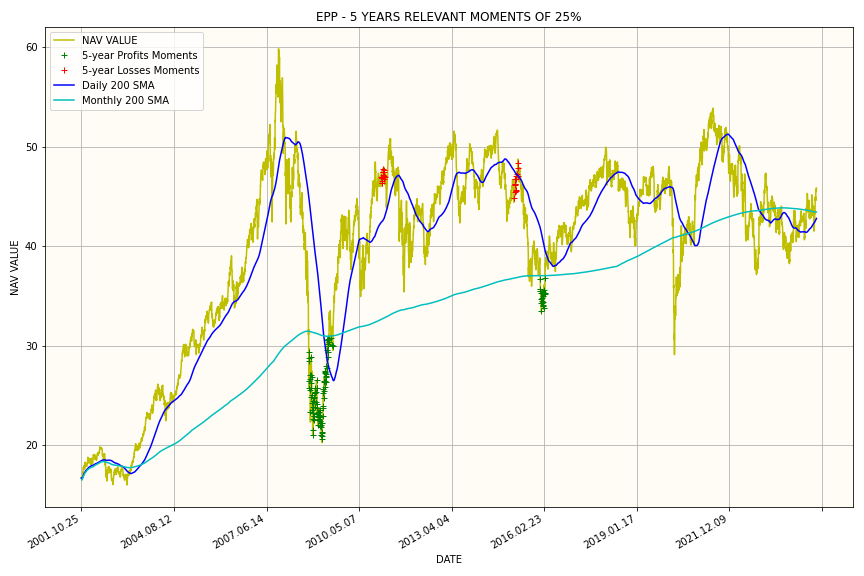 EPP - 5 YEARS RELEVANT MOMENTS OF 25%
NAV VALUE
5-year Profits Moments
5-year Losses Moments
Daily 200 SMA
Monthly 200 SMA
60
50
40
30
20
NAV VALUE
2001.10.25
2004.08.12
2007.06.14
2010.05.07
2013.04.04
2016.02.23
2019.01.17
2021.12.09
DATE